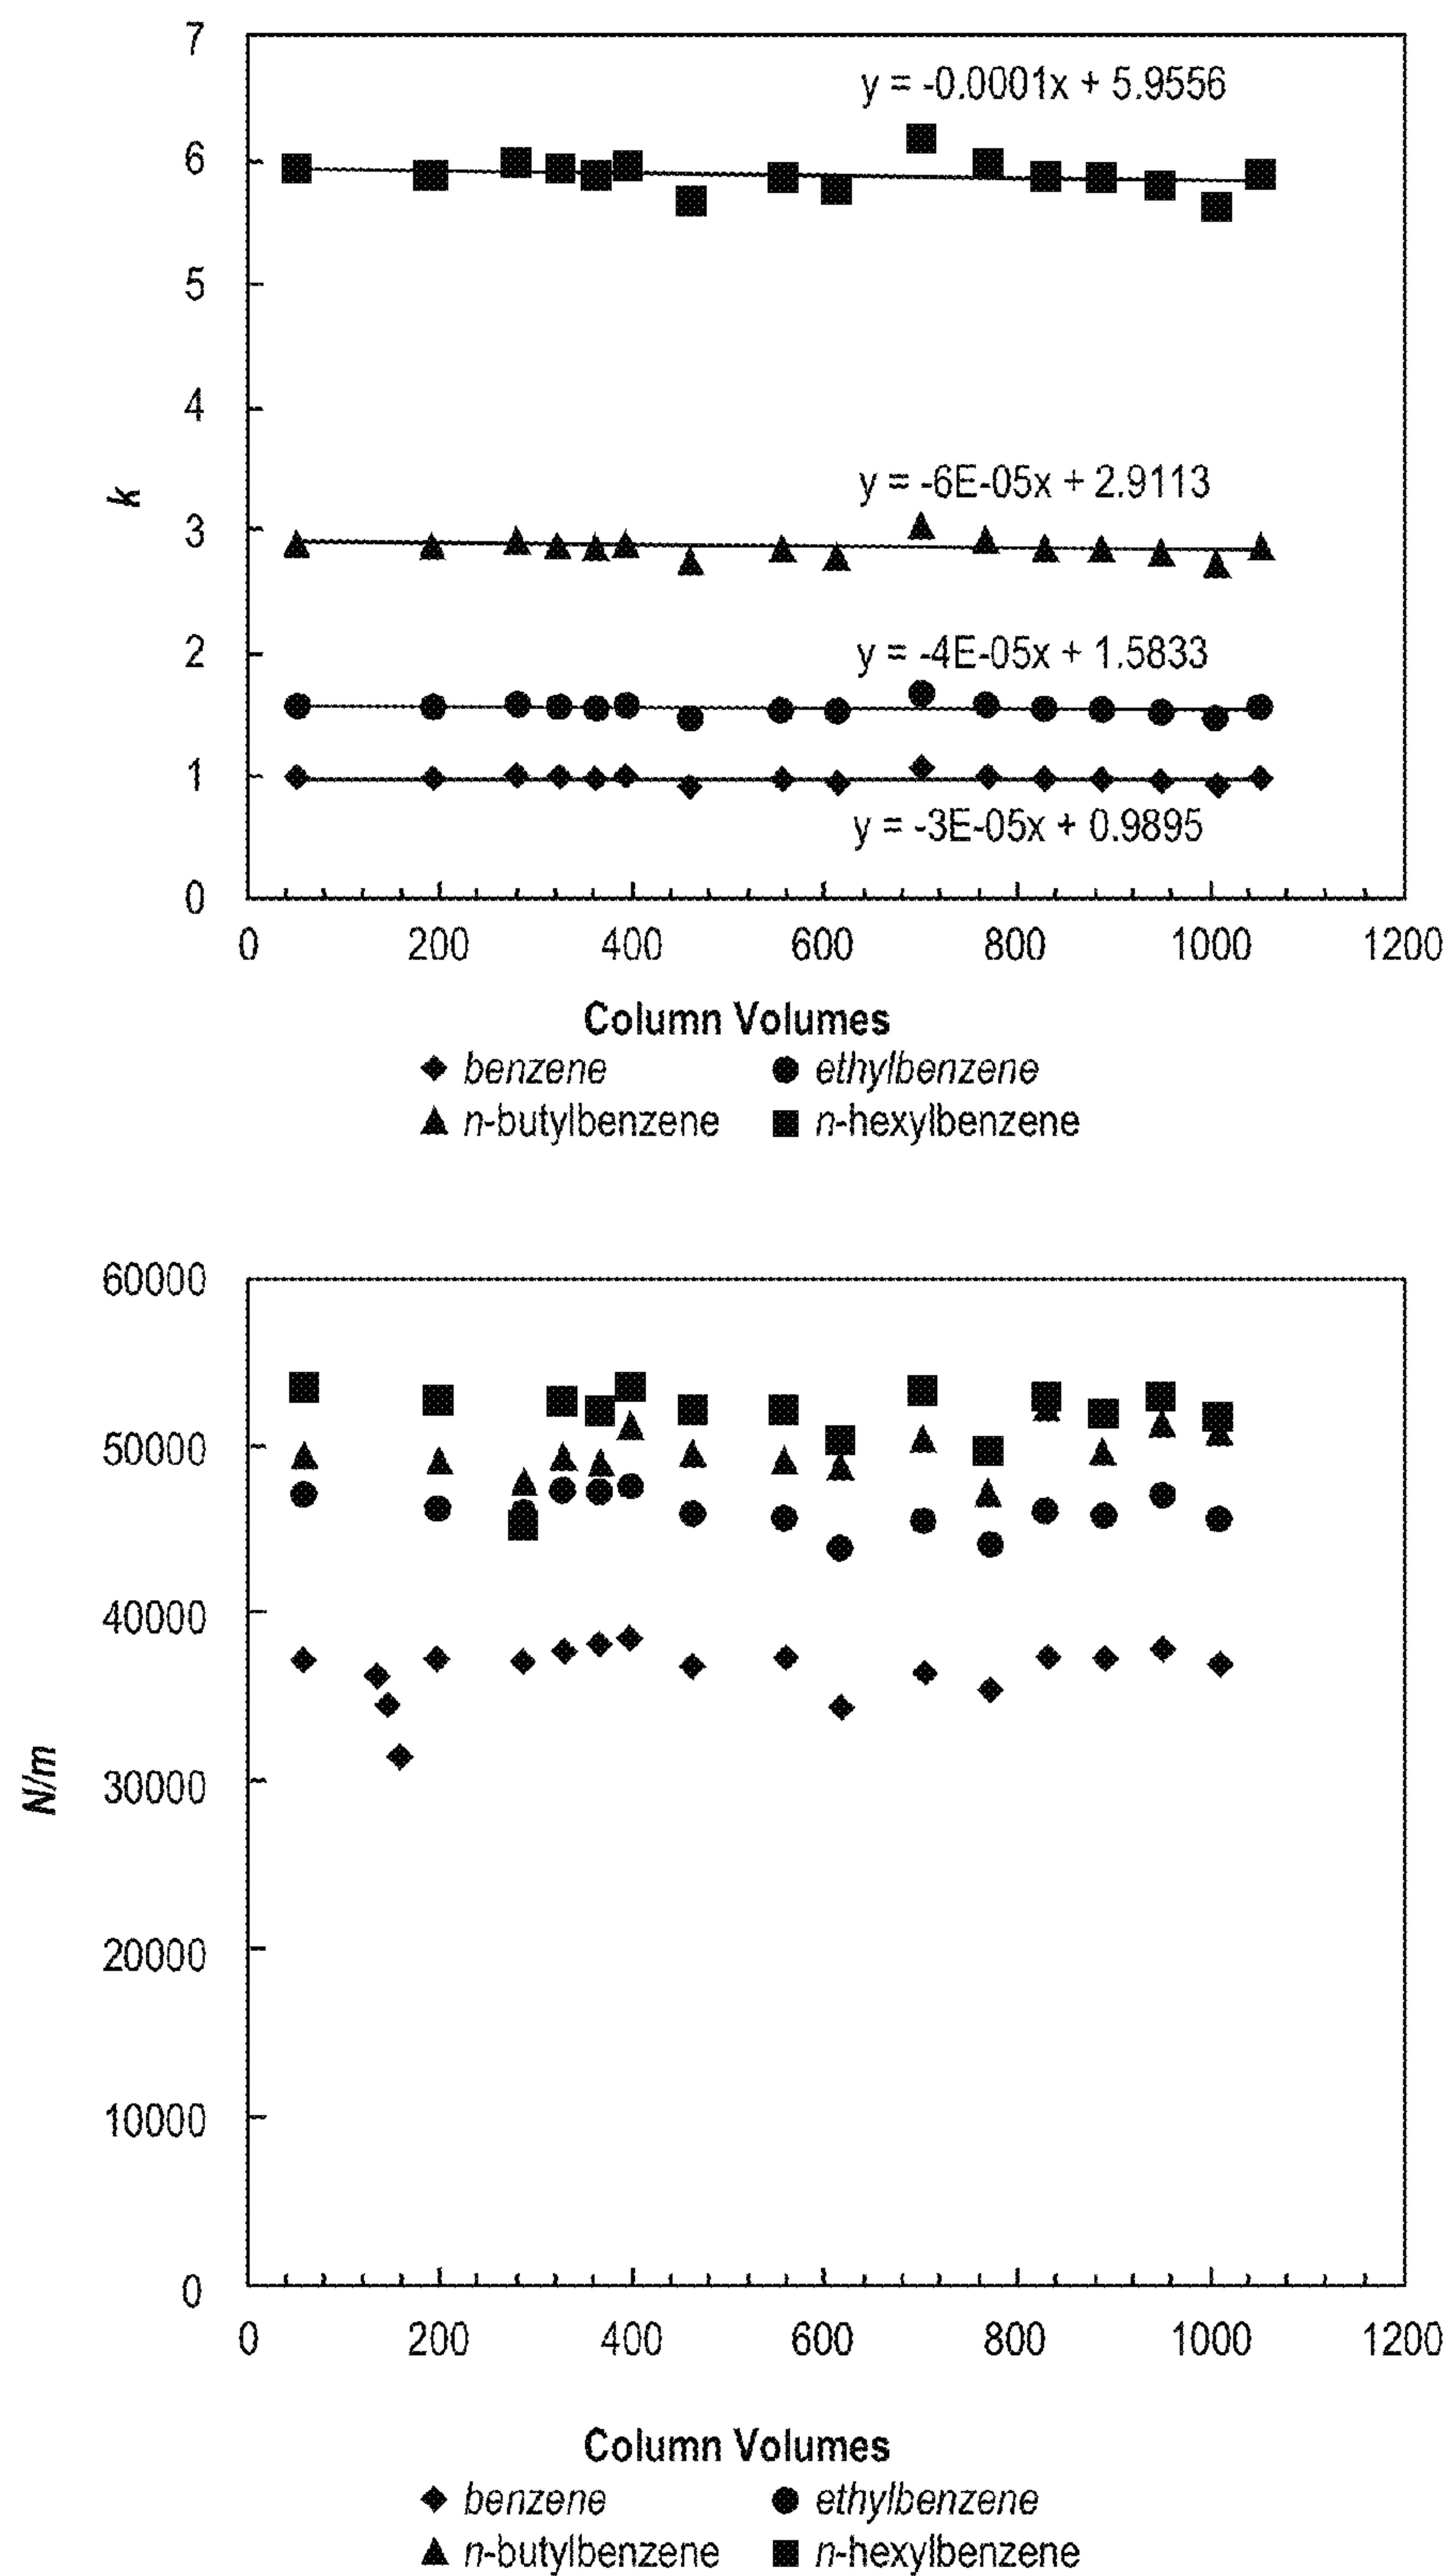 7
y = -0.0001x + 5.9556
6
5
4
k
y = -6E-05x + 2.9113
3
2
y = -4E-05x + 1.5833
1
y = -3E-05x + 0.9895
0
0 200 400 600 800 1000 1200
Column Volumes
benzene ethylbenzene
n-butylbenzene n-hexylbenzene
60000
50000
40000
N/m
30000
20000
10000
0
0 200 400 600 800 1000 1200
Column Volumes
benzene ethylbenzene
n-butylbenzene n-hexylbenzene